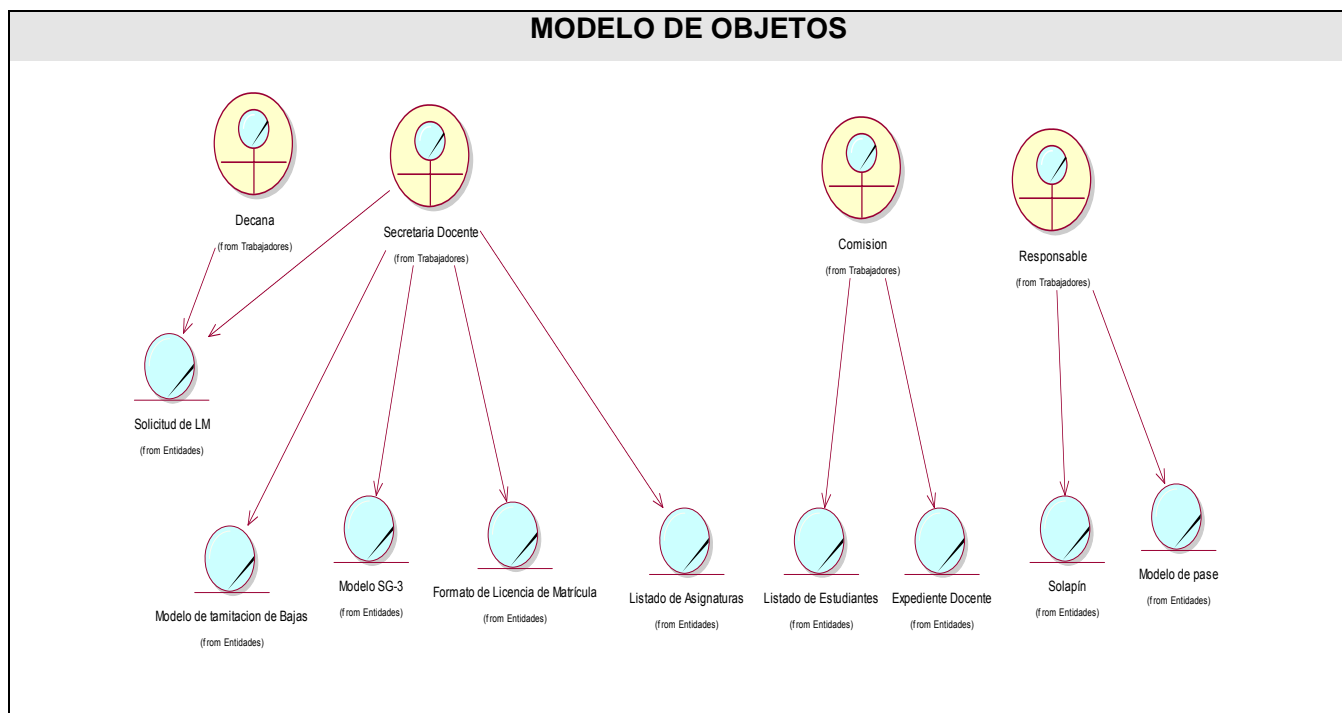 MODELO DE OBJETOS
Decana
(from Trabajadores)
Secretaria Docente
(from Trabajadores)
Comision
(from Trabajadores)
Responsable
(from Trabajadores)
Solicitud de LM
(from Entidades)
Modelo de tamitacion de Bajas
(from Entidades)
Modelo SG-3
(from Entidades)
Formato de Licencia de Matrícula
(from Entidades)
Listado de Asignaturas
(from Entidades)
Listado de Estudiantes
(from Entidades)
Expediente Docente
(from Entidades)
Solapín
(from Entidades)
Modelo de pase
(from Entidades)